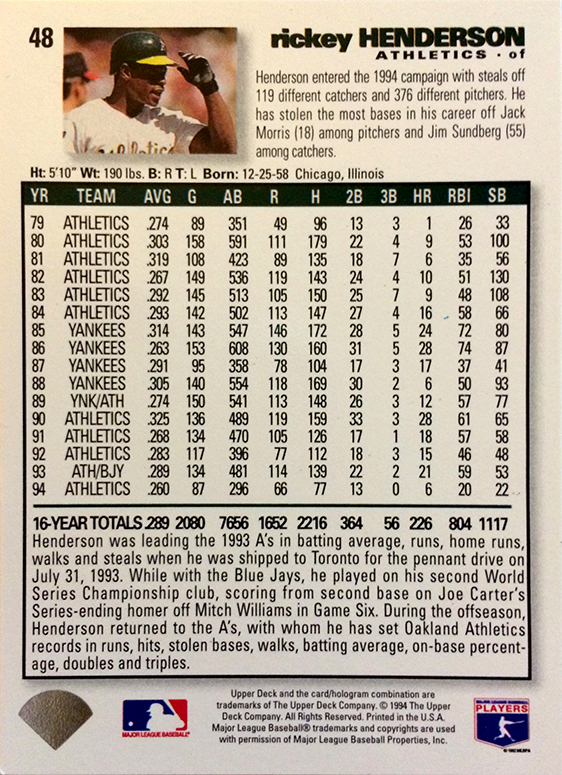 48
rickey HENDERSON
ATHLETICS • of
Henderson entered the 1994 campaign with steals off
119 different catchers and 376 different pitchers. He
has stolen the most bases in his career off Jack
Morris (18) among pitchers and Jim Sundberg (55)
among catchers.
Ht: 5'10" Wt: 190 lbs. B: R T: L Born: 12-25-58 Chicago, Illinois
YR TEAM AVG G AB R H 2B 3B HR RBI SB
79 ATHLETICS .274 89 351 49 96 13 3 1 26 33
80 ATHLETICS .303 158 591 111 179 22 4 9 53 100
81 ATHLETICS .319 108 423 89 135 18 7 6 35 56
82 ATHLETICS .267 149 536 119 143 24 4 10 51 130
83 ATHLETICS .292 145 513 105 150 25 7 9 48 108
84 ATHLETICS .293 142 502 113 147 27 4 16 58 66
85 YANKEES .314 143 547 146 172 28 5 24 72 80
86 YANKEES .263 153 608 130 160 31 5 28 74 87
87 YANKEES .291 95 358 78 104 17 3 17 37 41
88 YANKEES .305 140 554 118 169 30 2 6 50 93
89 YNK/ATH .274 150 541 113 148 26 3 12 57 77
90 ATHLETICS .325 136 489 119 159 33 3 28 61 65
91 ATHLETICS .268 134 470 105 126 17 1 18 57 58
92 ATHLETICS .283 117 396 77 112 18 3 15 46 48
93 ATH/BJY .289 134 481 114 139 22 2 21 59 53
94 ATHLETICS .260 87 296 66 77 13 0 6 20 22
16-YEAR TOTALS .289 2080 7656 1652 2216 364 56 226 804 1117
Henderson was leading the 1993 A's in batting average, runs, home runs,
walks and steals when he was shipped to Toronto for the pennant drive on
July 31, 1993. While with the Blue Jays, he played on his second World
Series Championship club, scoring from second base on Joe Carter's
Series-ending homer off Mitch Williams in Game Six. During the offseason,
Henderson returned to the A's, with whom he has set Oakland Athletics
records in runs, hits, stolen bases, walks, batting average, on-base percent-
age, doubles and triples.
Upper Deck and the card/hologram combination are
trademarks of The Upper Deck Company. © 1994 The Upper
Deck Company. All Rights Reserved. Printed in the U.S.A.
Major League Baseball® trademarks and copyrights are used
with permission of Major League Baseball Properties, Inc.
MAJOR LEAGUE BASEBALL
PLAYERS